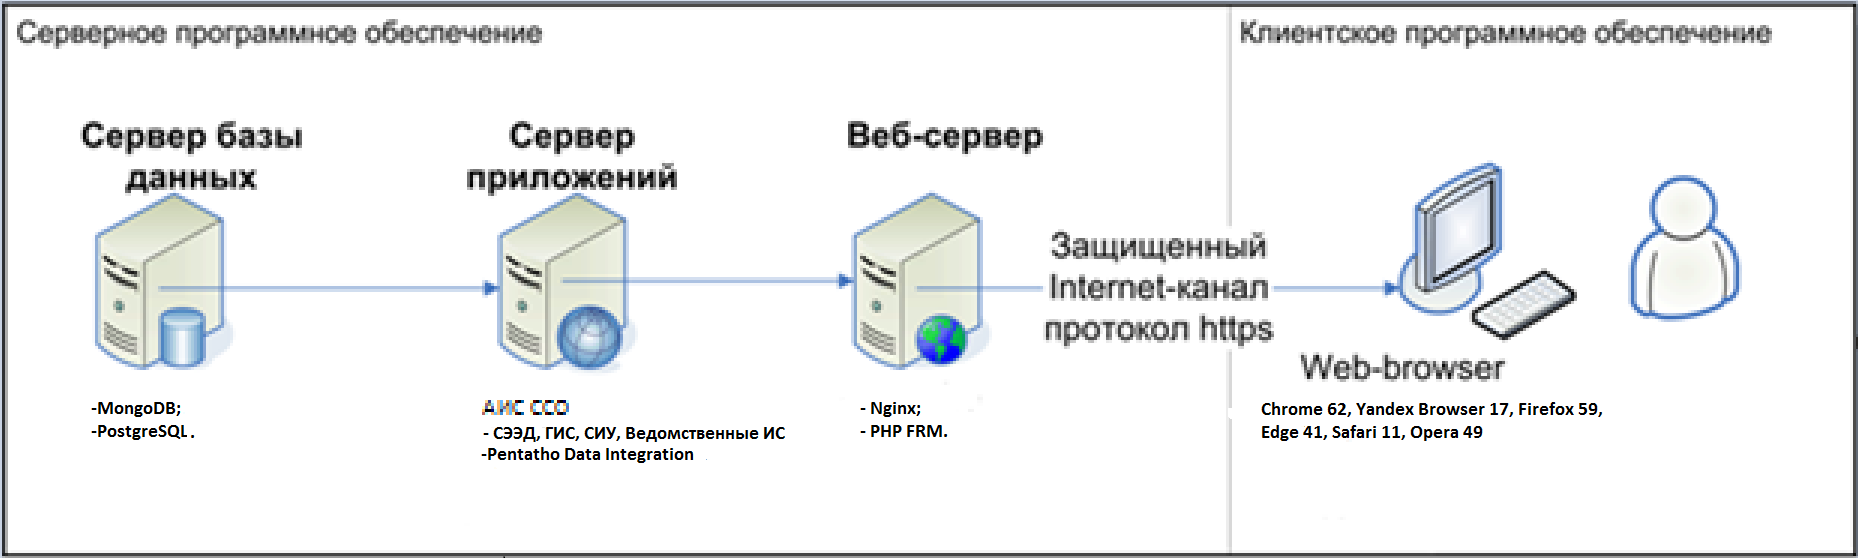 Серверное программное обеспечение
Клиентское программное обеспечение
Сервер базы
данных
Сервер
приложений
Веб-сервер
Защищенный
Internet-канал
протокол https
Web-browser
-MongoDB;
-PostgreSQL.
АИС ССО
- СЭЭД, ГИС, СИУ, Ведомственные ИС
-Pentatho Data Integration
- Nginx;
- PHP FRM.
Chrome 62, Yandex Browser 17, Firefox 59,
Edge 41, Safari 11, Opera 49